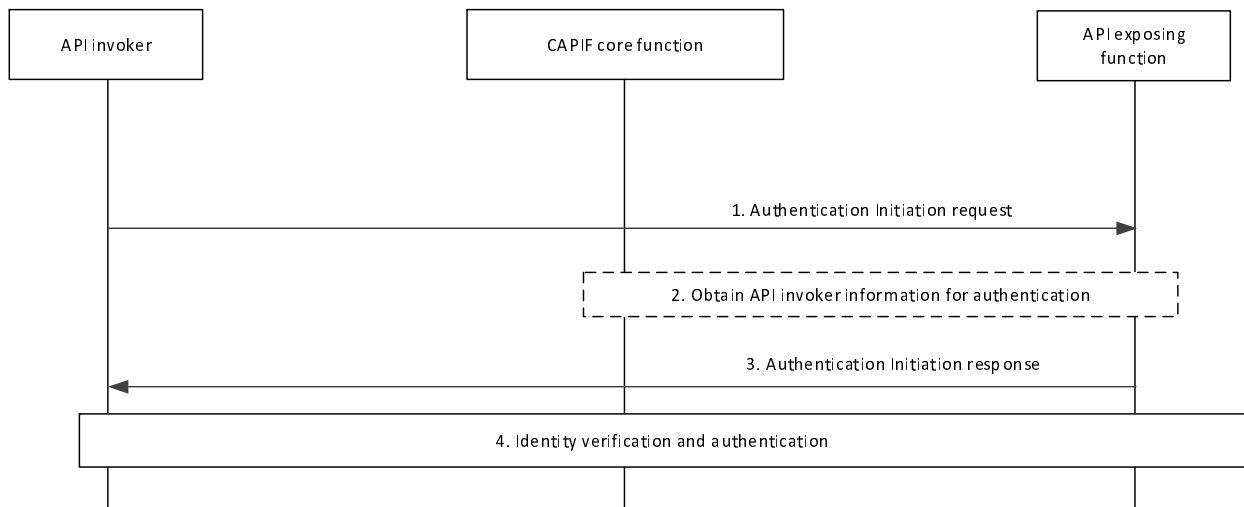 API invoker
CAPIF core function
API exposing
function
1. Authentication Initiation request
2. Obtain API invoker information for authentication
3. Authentication Initiation response
4. Identity verification and authentication